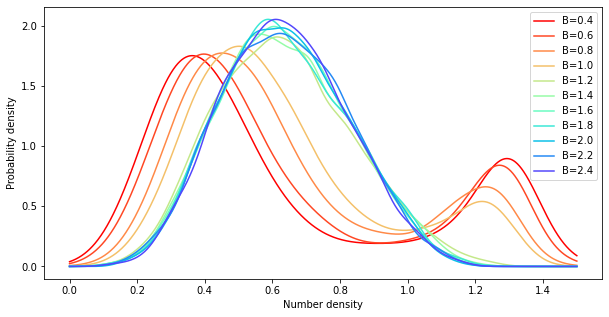 2.0
1.5
1.0
0.5
0.0
Probability density
0.0 0.2 0.4 0.6 0.8 1.0 1.2 1.4
Number density
B=0.4
B=0.6
B=0.8
B=1.0
B=1.2
B=1.4
B=1.6
B=1.8
B=2.0
B=2.2
B=2.4